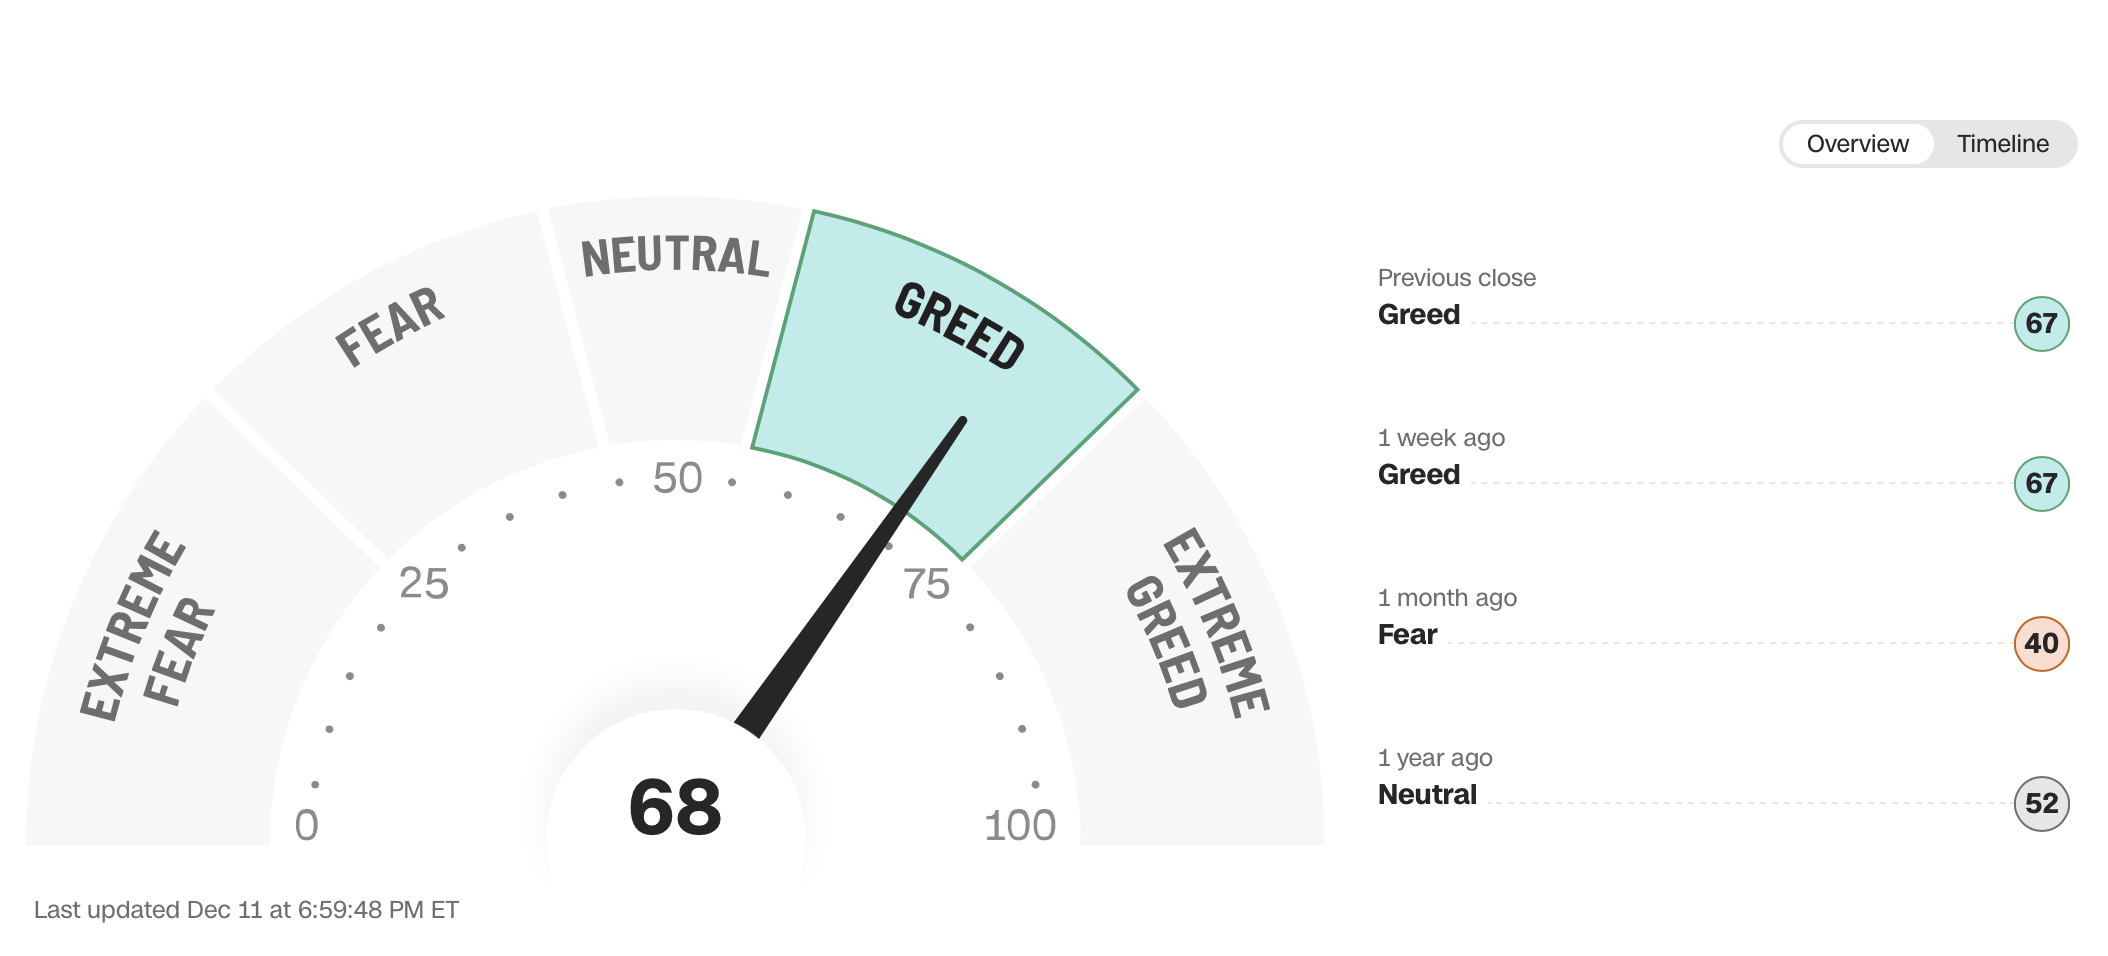 Overview
Timeline
EXTREME
FEAR
FEAR
NEUTRAL
GREED
EXTREME
GREED
0
25
50
75
100
68
Last updated Dec 11 at 6:59:48 PM ET
Previous close
Greed 67
1 week ago
Greed 67
1 month ago
Fear 40
1 year ago
Neutral 52